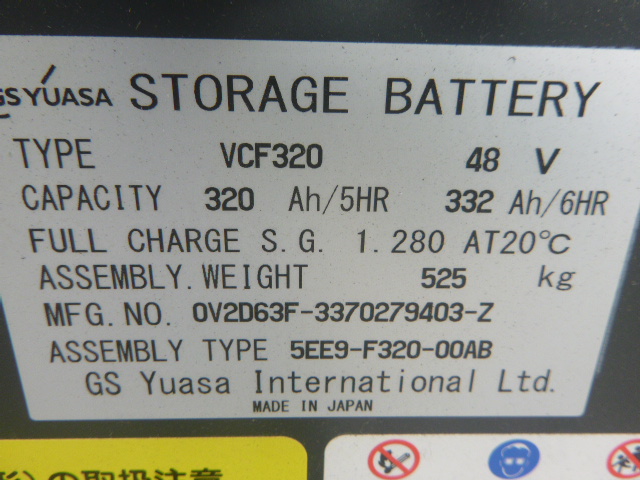 GS YUASA STORAGE BATTERY
TYPE VCF320 48 V
CAPACITY 320 Ah/5HR 332 Ah/6HR
FULL CHARGE S.G. 1.280 AT20℃
ASSEMBLY.WEIGHT 525 kg
MFG.NO. 0V2D63F-3370279403-Z
ASSEMBLY TYPE 5EE9-F320-00AB
GS Yuasa International Ltd.
MADE IN JAPAN
の取扱注意